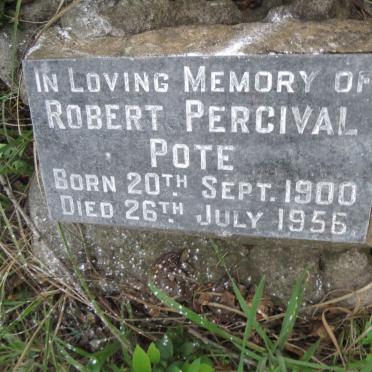 In Loving Memory of
Robert Percival
Pote
Born 20th Sept. 1900
Died 26th July 1956